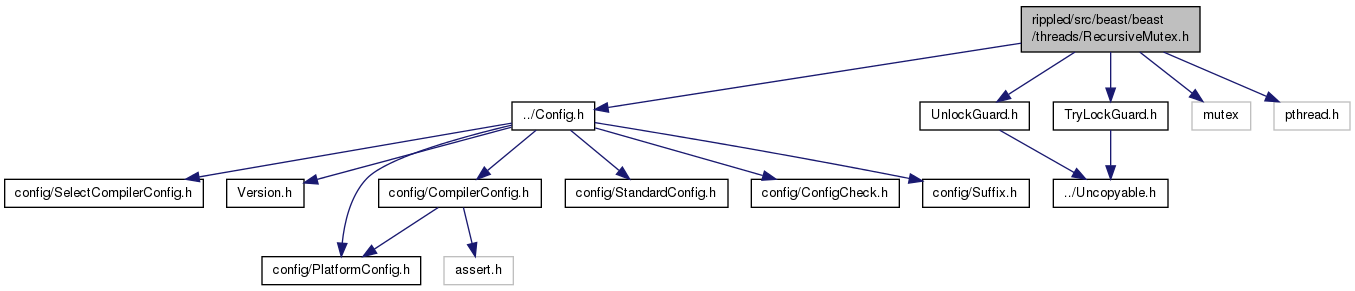 rippled/src/beast/beast
/threads/RecursiveMutex.h
../Config.h
UnlockGuard.h
TryLockGuard.h
mutex
pthread.h
config/SelectCompilerConfig.h
Version.h
config/CompilerConfig.h
config/StandardConfig.h
config/ConfigCheck.h
config/Suffix.h
../Uncopyable.h
config/PlatformConfig.h
assert.h